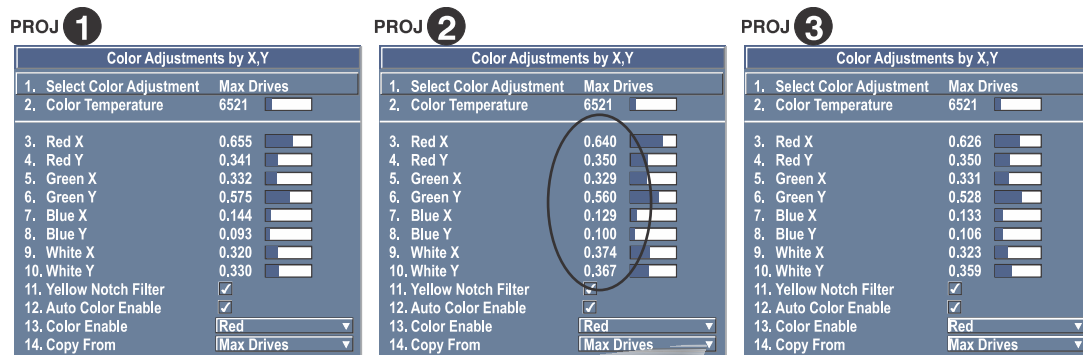 PROJ 1
Color Adjustments by X,Y
1. Select Color Adjustment Max Drives
2. Color Temperature 6521
3. Red X 0.655
4. Red Y 0.341
5. Green X 0.332
6. Green Y 0.575
7. Blue X 0.144
8. Blue Y 0.093
9. White X 0.320
10. White Y 0.330
11. Yellow Notch Filter
12. Auto Color Enable
13. Color Enable Red
14. Copy From Max Drives
PROJ 2
Color Adjustments by X,Y
1. Select Color Adjustment Max Drives
2. Color Temperature 6521
3. Red X 0.640
4. Red Y 0.350
5. Green X 0.329
6. Green Y 0.560
7. Blue X 0.129
8. Blue Y 0.100
9. White X 0.374
10. White Y 0.367
11. Yellow Notch Filter
12. Auto Color Enable
13. Color Enable Red
14. Copy From Max Drives
PROJ 3
Color Adjustments by X,Y
1. Select Color Adjustment Max Drives
2. Color Temperature 6521
3. Red X 0.626
4. Red Y 0.350
5. Green X 0.331
6. Green Y 0.528
7. Blue X 0.133
8. Blue Y 0.106
9. White X 0.323
10. White Y 0.359
11. Yellow Notch Filter
12. Auto Color Enable
13. Color Enable Red
14. Copy From Max Drives